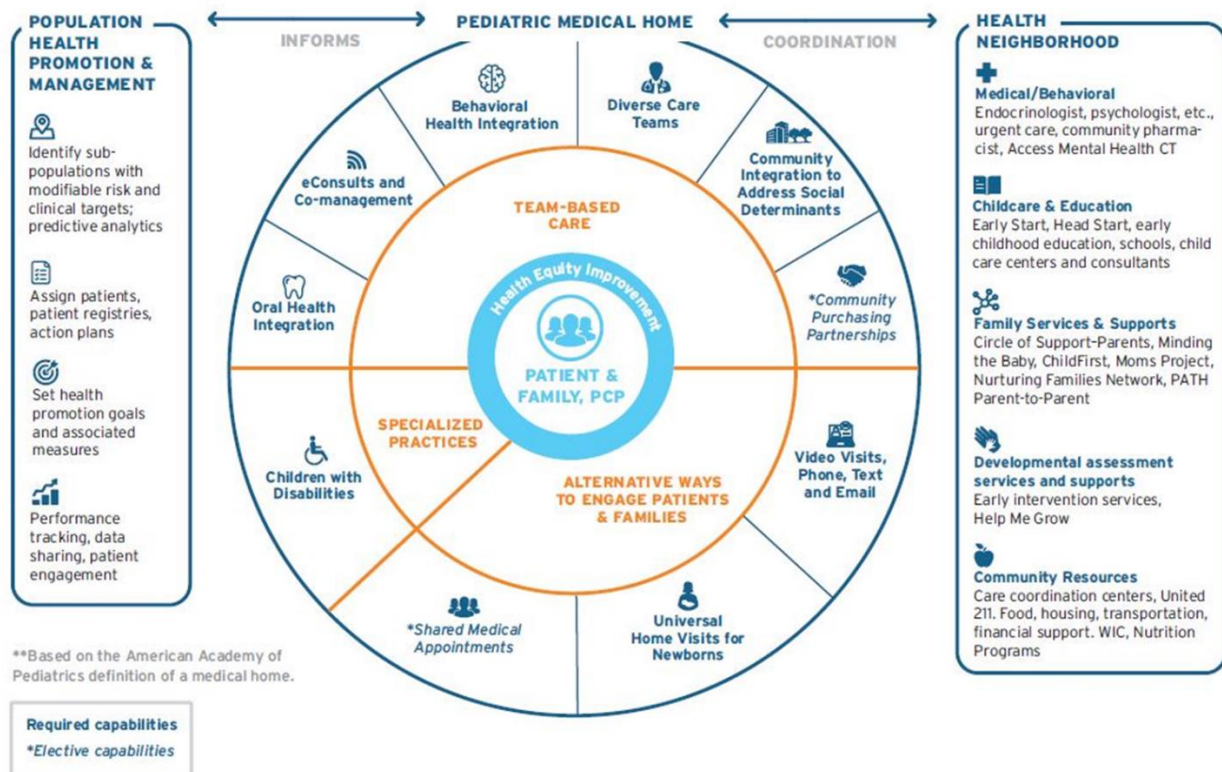 POPULATION
HEALTH
PROMOTION &
MANAGEMENT
Identify sub-
populations with
modifiable risk and
clinical targets;
predictive analytics
Assign patients,
patient registries,
action plans
Set health
promotion goals
and associated
measures
Performance
tracking, data
sharing, patient
engagement
INFORMS
PEDIATRIC MEDICAL HOME
COORDINATION
Behavioral
Health Integration
Diverse Care
Teams
eConsults and
Co-management
Community
Integration to
Address Social
Determinants
Oral Health
Integration
*Community
Purchasing
Partnerships
TEAM-BASED
CARE
Health Equity Improvement
PATIENT &
FAMILY, PCP
SPECIALIZED
PRACTICES
Children with
Disabilities
ALTERNATIVE WAYS
TO ENGAGE PATIENTS
& FAMILIES
Video Visits,
Phone, Text
and Email
*Shared Medical
Appointments
Universal
Home Visits for
Newborns
HEALTH
NEIGHBORHOOD
Medical/Behavioral
Endocrinologist, psychologist, etc.,
urgent care, community pharma-
cist, Access Mental Health CT
Childcare & Education
Early Start, Head Start, early
childhood education, schools, child
care centers and consultants
Family Services & Supports
Circle of Support-Parents, Minding
the Baby, ChildFirst, Moms Project,
Nurturing Families Network, PATH
Parent-to-Parent
Developmental assessment
services and supports
Early intervention services,
Help Me Grow
Community Resources
Care coordination centers, United
211. Food, housing, transportation,
financial support. WIC, Nutrition
Programs
**Based on the American Academy of
Pediatrics definition of a medical home.
Required capabilities
*Elective capabilities